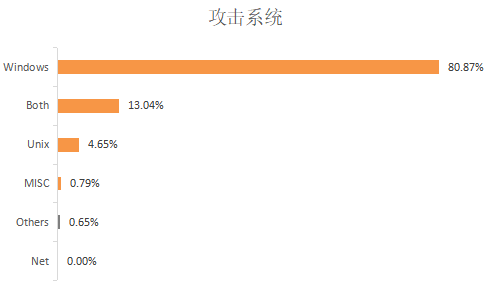 攻击系统
Windows 80.87%
Both 13.04%
Unix 4.65%
MISC 0.79%
Others 0.65%
Net 0.00%